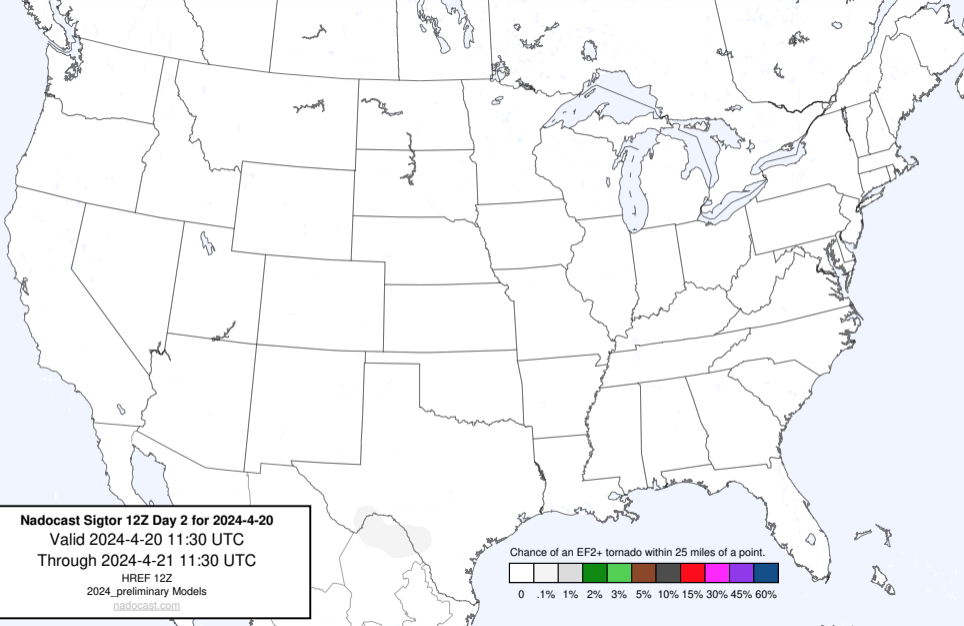 Nadocast Sigtor 12Z Day 2 for 2024-4-20
Valid 2024-4-20 11:30 UTC
Through 2024-4-21 11:30 UTC
HREF 12Z
2024_preliminary Models
nadocast.com
Chance of an EF2+ tornado within 25 miles of a point.
0 .1% 1% 2% 3% 5% 10% 15% 30% 45% 60%